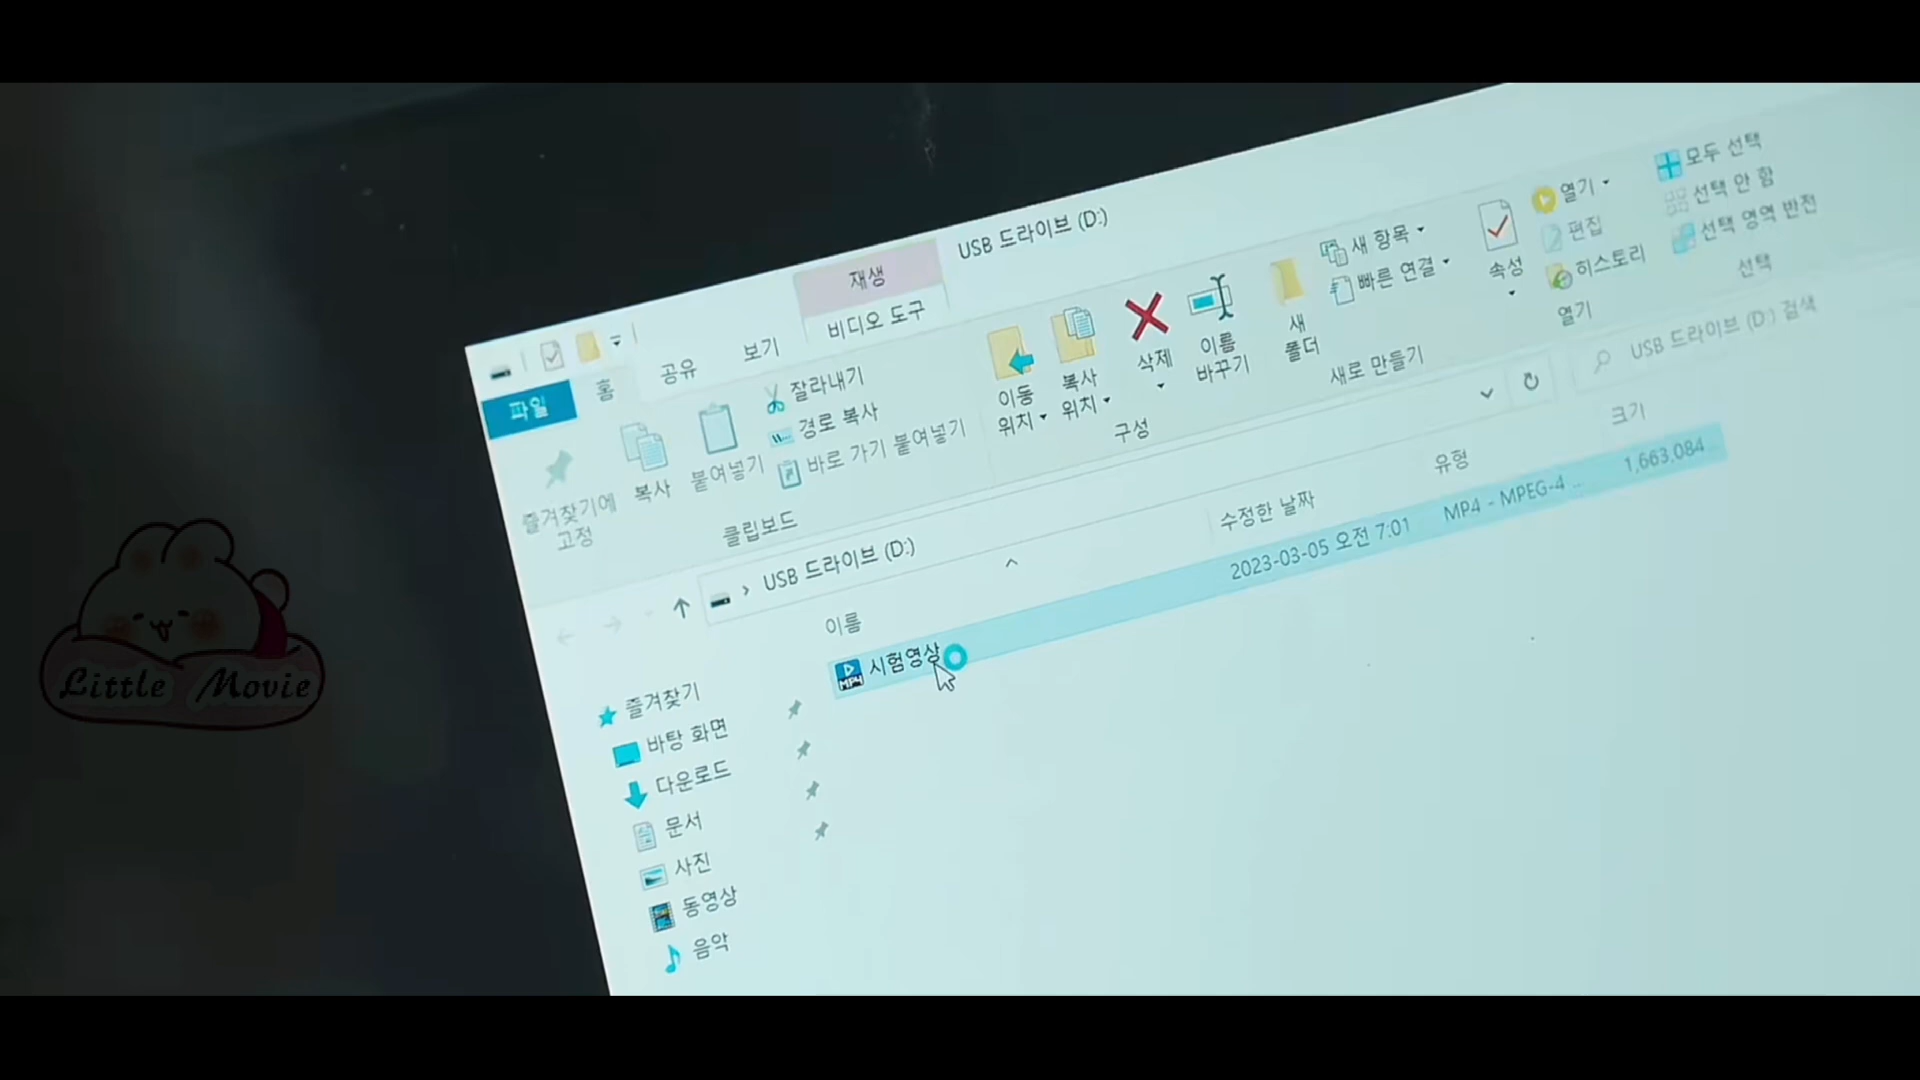 USB 드라이브 (D:)
재생
비디오 도구
파일
홈
공유
보기
즐겨찾기에
고정
복사
붙여넣기
잘라내기
경로 복사
바로 가기 붙여넣기
클립보드
이동
위치
복사
위치
삭제
이름
바꾸기
구성
새
폴더
새 항목
빠른 연결
새로 만들기
속성
열기
편집
히스토리
열기
모두 선택
선택 안 함
선택 영역 반전
선택
USB 드라이브 (D:)
USB 드라이브 (D:) 검색
이름
수정한 날짜
유형
크기
MP4
시험영상
2023-03-05 오전 7:01
MP4 - MPEG-4 ...
1,663,084...
즐겨찾기
바탕 화면
다운로드
문서
사진
동영상
음악
Little Movie